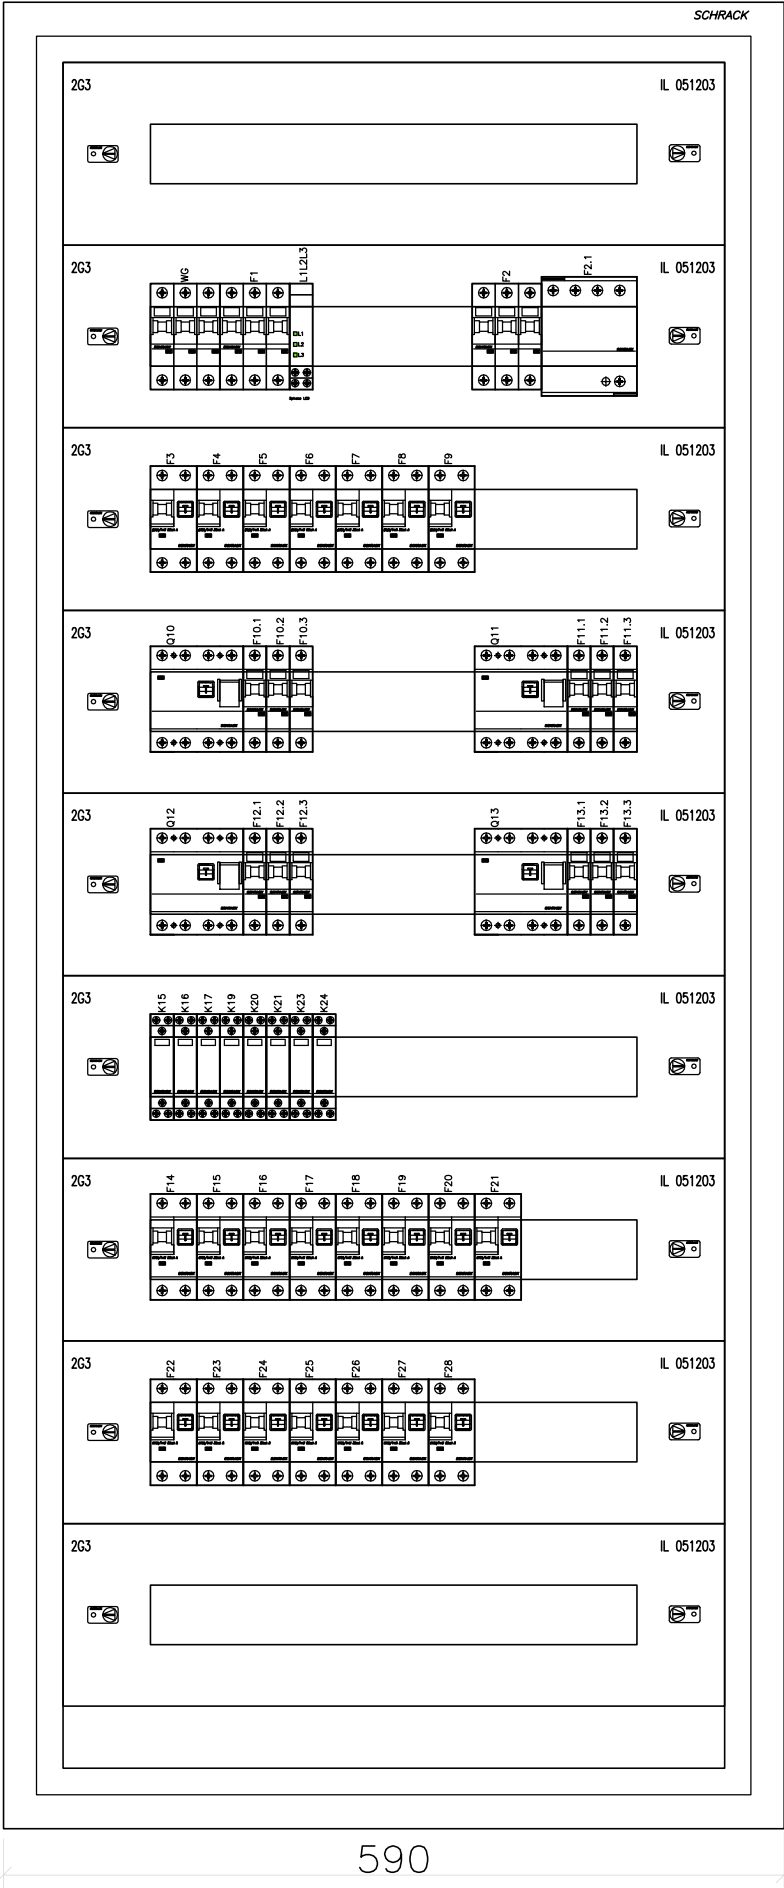 SCHRACK
2G3 IL 051203
2G3 WG F1 L1L2L3 F2 F2.1 IL 051203
L1
L2
L3
2G3 F3 F4 F5 F6 F7 F8 F9 IL 051203
2G3 Q10 F10.1 F10.2 F10.3 Q11 F11.1 F11.2 F11.3 IL 051203
2G3 Q12 F12.1 F12.2 F12.3 Q13 F13.1 F13.2 F13.3 IL 051203
2G3 K15 K16 K17 K19 K20 K21 K23 K24 IL 051203
2G3 F14 F15 F16 F17 F18 F19 F20 F21 IL 051203
2G3 F22 F23 F24 F25 F26 F27 F28 IL 051203
2G3 IL 051203
590